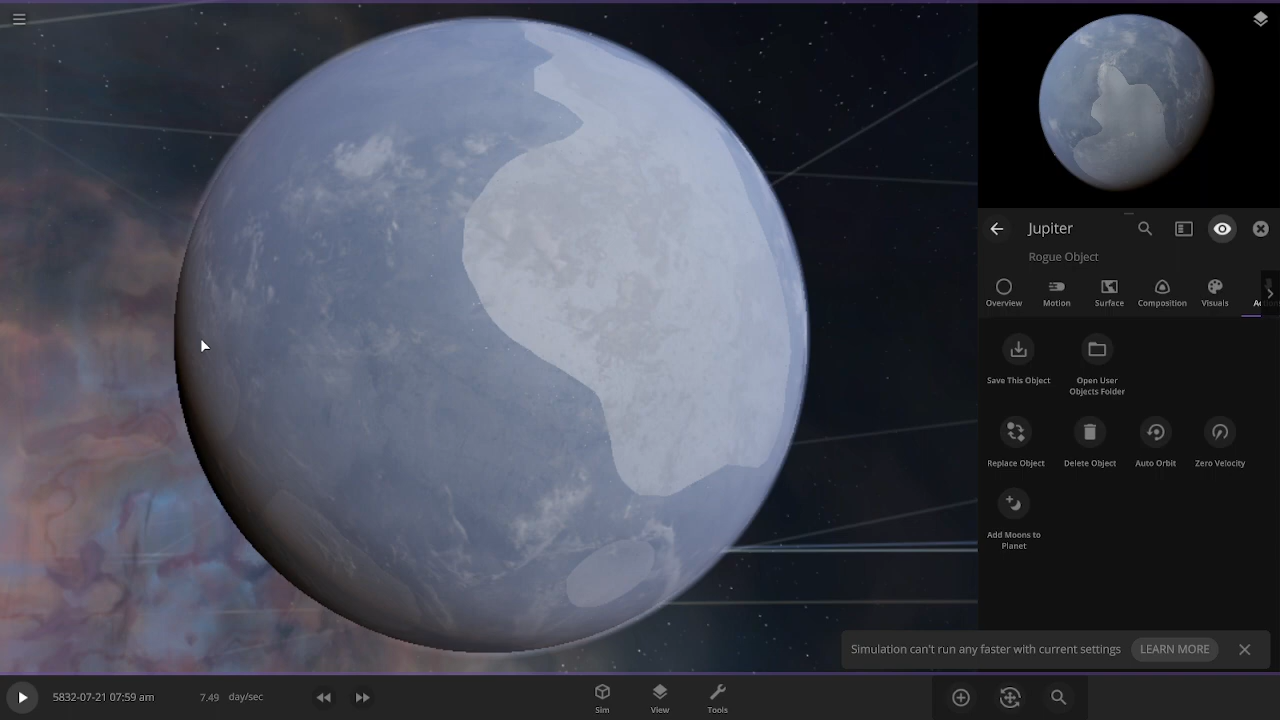 Jupiter
Rogue Object
Overview
Motion
Surface
Composition
Visuals
Save This Object
Open User
Objects Folder
Replace Object
Delete Object
Auto Orbit
Zero Velocity
Add Moons to
Planet
Simulation can't run any faster with current settings
LEARN MORE
5832-07-21 07:59 am
7.49 day/sec
Sim
View
Tools